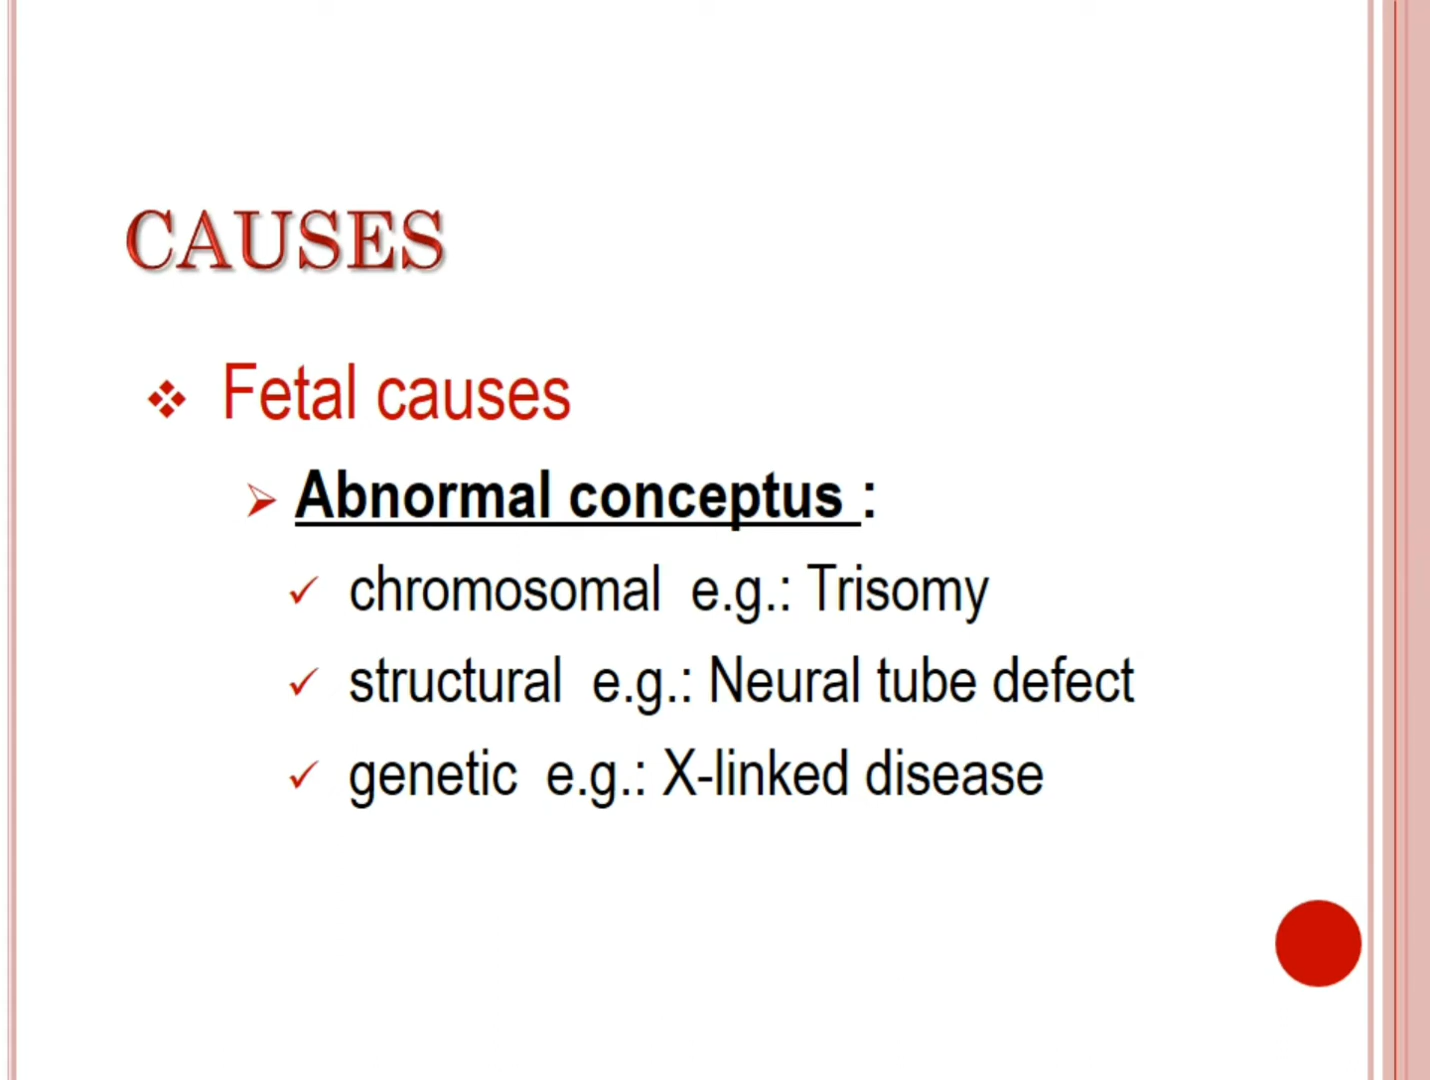 CAUSES
❖ Fetal causes
➢ Abnormal conceptus :
✓ chromosomal e.g.: Trisomy
✓ structural e.g.: Neural tube defect
✓ genetic e.g.: X-linked disease